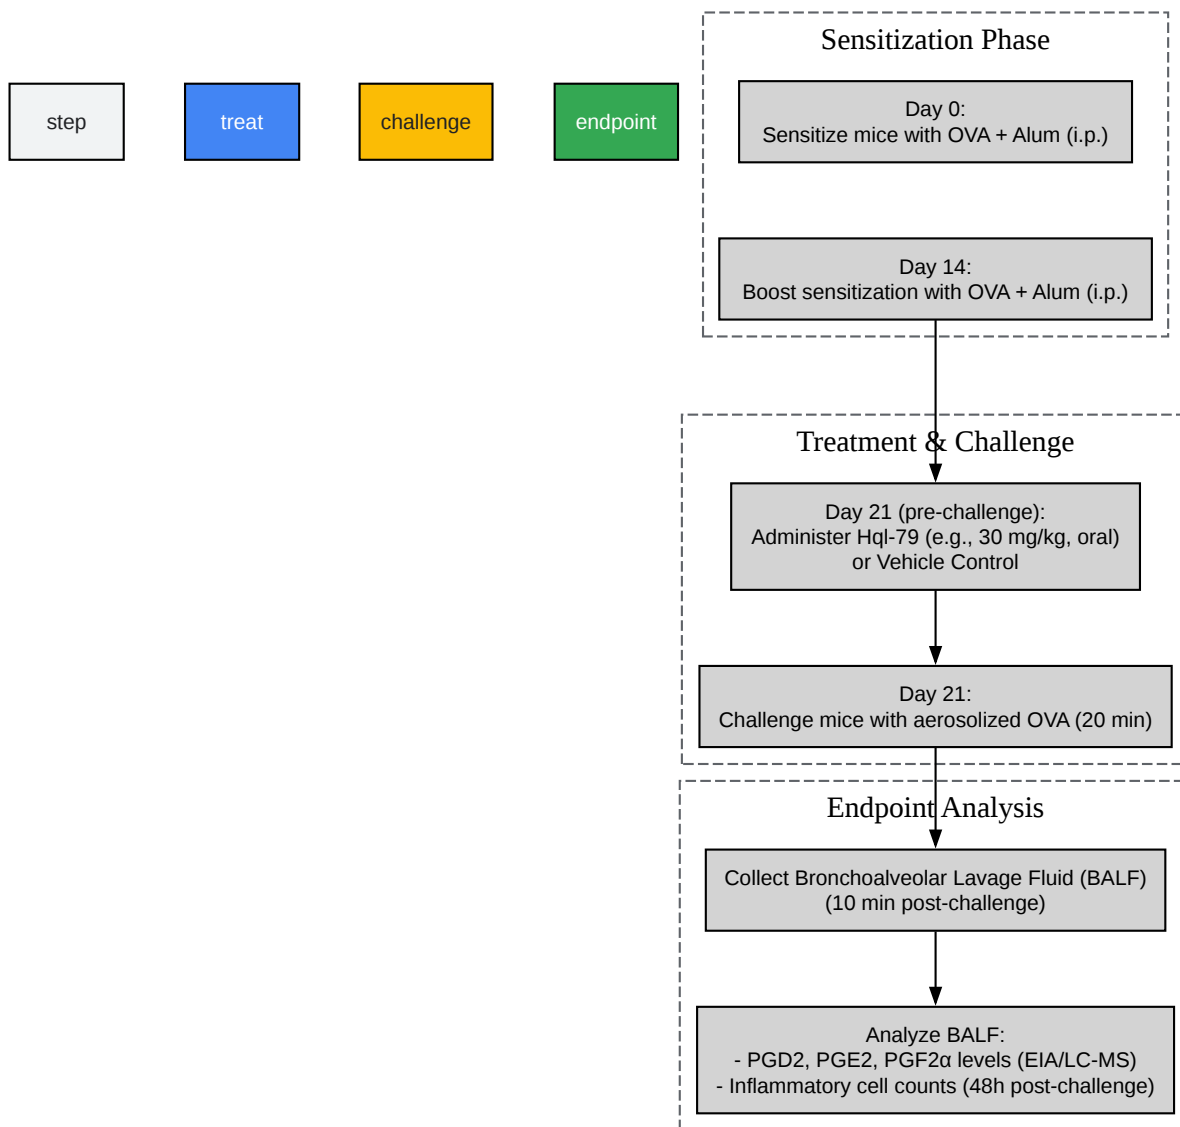 step
treat
challenge
endpoint
Sensitization Phase
Day 0:
Sensitize mice with OVA + Alum (i.p.)
Day 14:
Boost sensitization with OVA + Alum (i.p.)
Treatment & Challenge
Day 21 (pre-challenge):
Administer Hql-79 (e.g., 30 mg/kg, oral)
or Vehicle Control
Day 21:
Challenge mice with aerosolized OVA (20 min)
Endpoint Analysis
Collect Bronchoalveolar Lavage Fluid (BALF)
(10 min post-challenge)
Analyze BALF:
- PGD2, PGE2, PGF2α levels (EIA/LC-MS)
- Inflammatory cell counts (48h post-challenge)